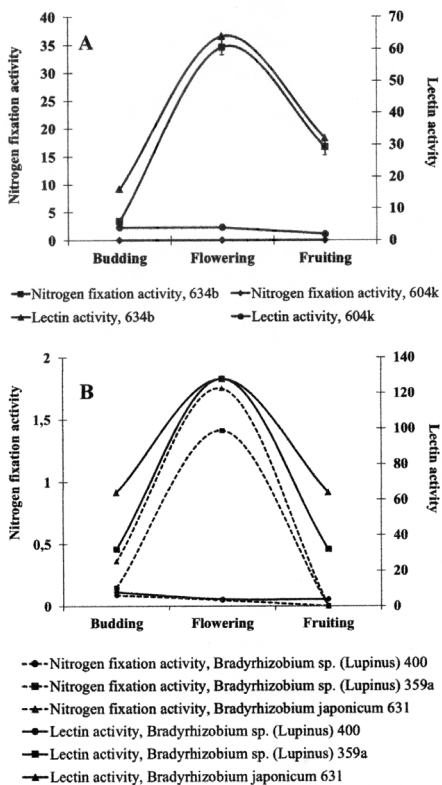 A
Nitrogen fixation activity
40
35
30
25
20
15
10
5
0
70
60
50
40
30
20
10
0
Lectin activity
Budding Flowering Fruiting
Nitrogen fixation activity, 634b Nitrogen fixation activity, 604k
Lectin activity, 634b Lectin activity, 604k
B
Nitrogen fixation activity
2
1,5
1
0,5
0
140
120
100
80
60
40
20
0
Lectin activity
Budding Flowering Fruiting
Nitrogen fixation activity, Bradyrhizobium sp. (Lupinus) 400
Nitrogen fixation activity, Bradyrhizobium sp. (Lupinus) 359a
Nitrogen fixation activity, Bradyrhizobium japonicum 631
Lectin activity, Bradyrhizobium sp. (Lupinus) 400
Lectin activity, Bradyrhizobium sp. (Lupinus) 359a
Lectin activity, Bradyrhizobium japonicum 631